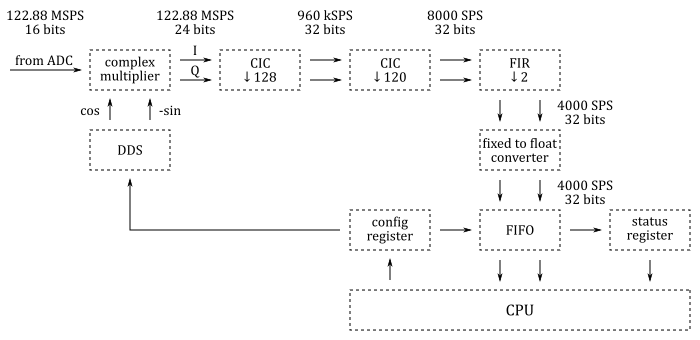 122.88 MSPS
16 bits
122.88 MSPS
24 bits
960 kSPS
32 bits
8000 SPS
32 bits
from ADC
complex
multiplier
I
Q
CIC
↓128
CIC
↓120
FIR
↓2
cos
-sin
4000 SPS
32 bits
DDS
fixed to float
converter
4000 SPS
32 bits
config
register
FIFO
status
register
CPU